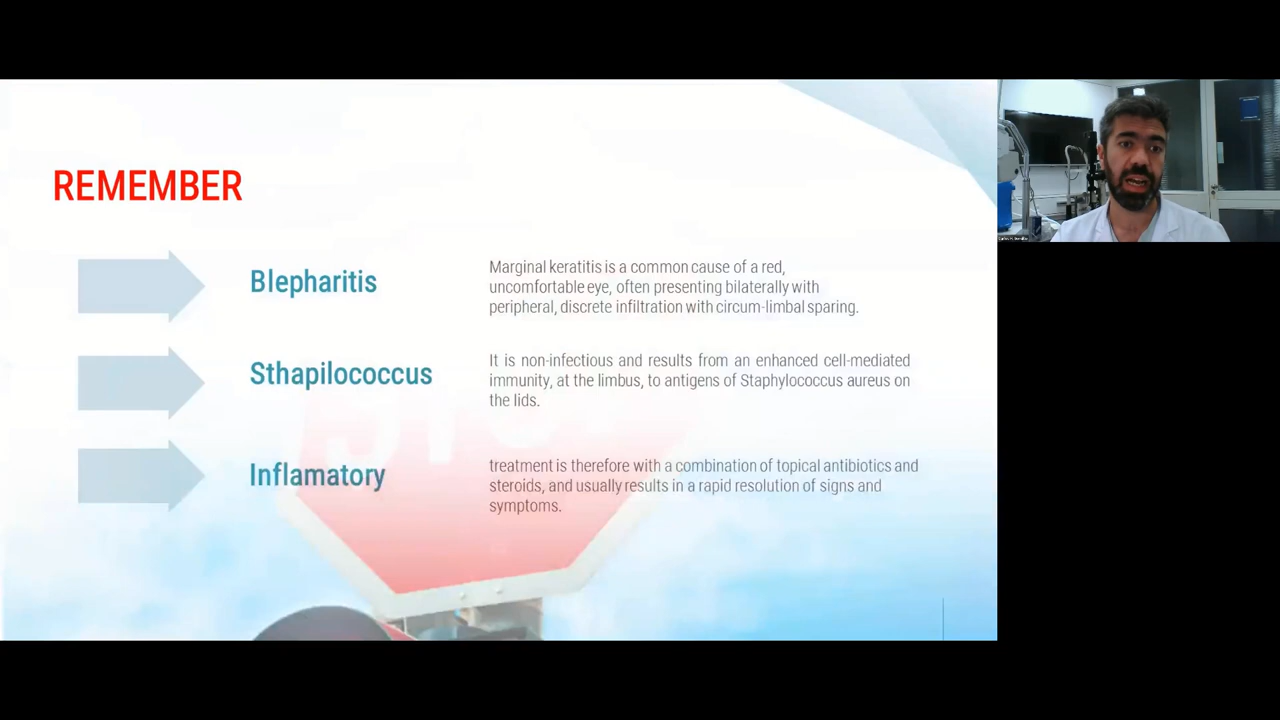 REMEMBER
Blepharitis
Marginal keratitis is a common cause of a red,
uncomfortable eye, often presenting bilaterally with
peripheral, discrete infiltration with circum-limbal sparing.
Sthapilococcus
It is non-infectious and results from an enhanced cell-mediated
immunity, at the limbus, to antigens of Staphylococcus aureus on
the lids.
Inflamatory
treatment is therefore with a combination of topical antibiotics and
steroids, and usually results in a rapid resolution of signs and
symptoms.